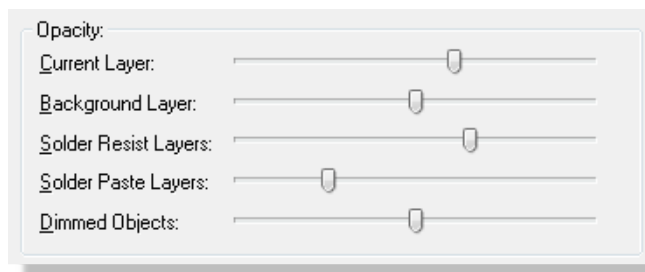 Opacity:
Current Layer:
Background Layer:
Solder Resist Layers:
Solder Paste Layers:
Dimmed Objects: